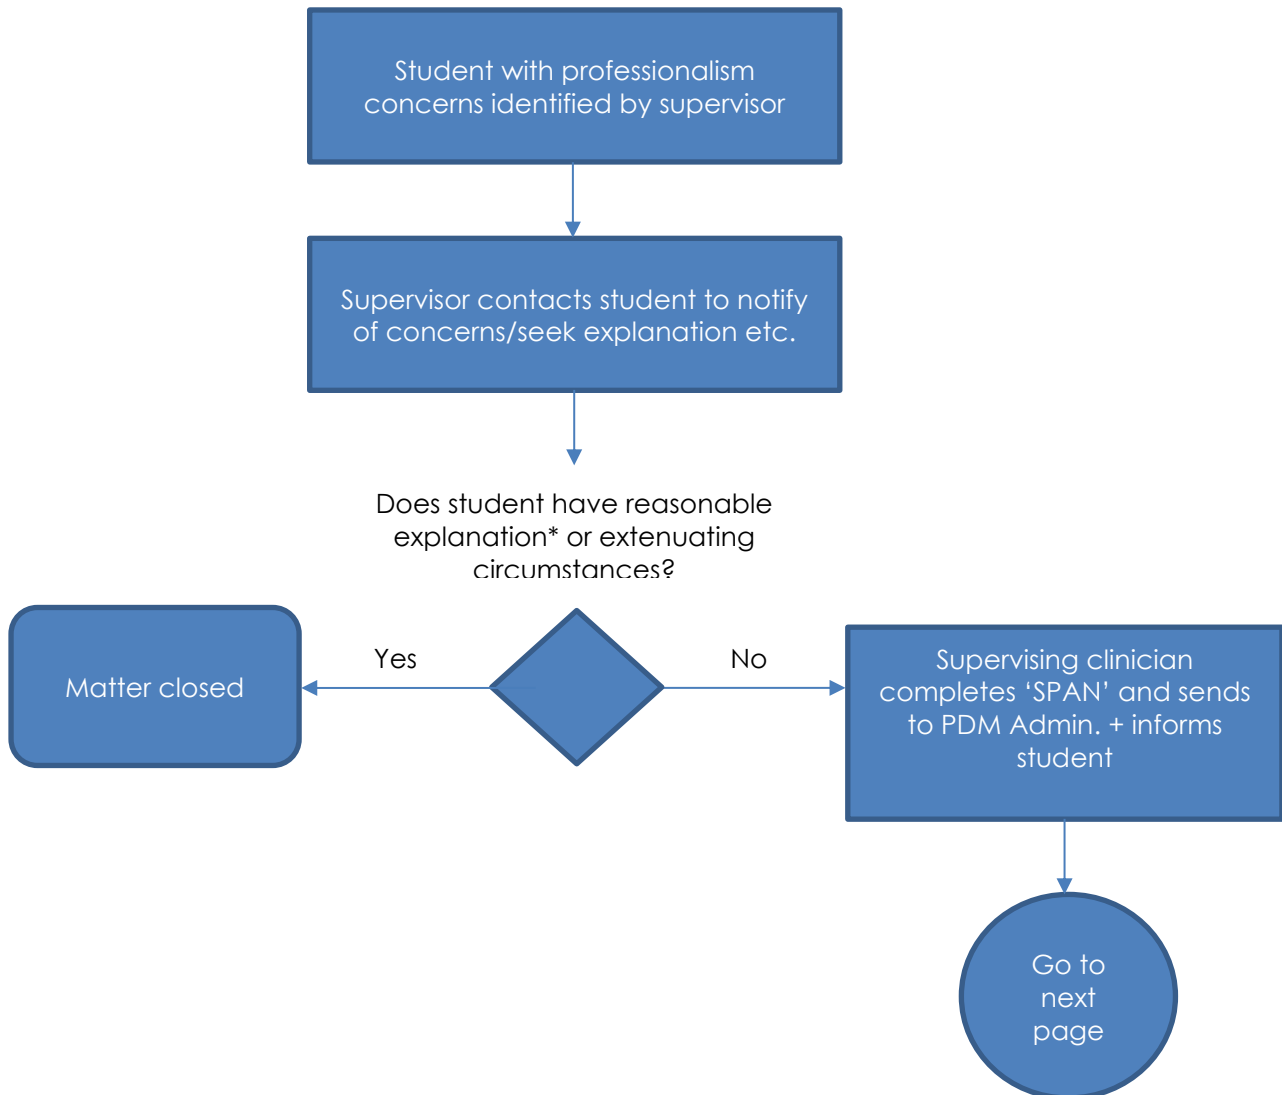 Student with professionalism
concerns identified by supervisor
Supervisor contacts student to notify
of concerns/seek explanation etc.
Does student have reasonable
explanation* or extenuating
circumstances?
Yes
No
Matter closed
Supervising clinician
completes ‘SPAN’ and sends
to PDM Admin. + informs
student
Go to
next
page